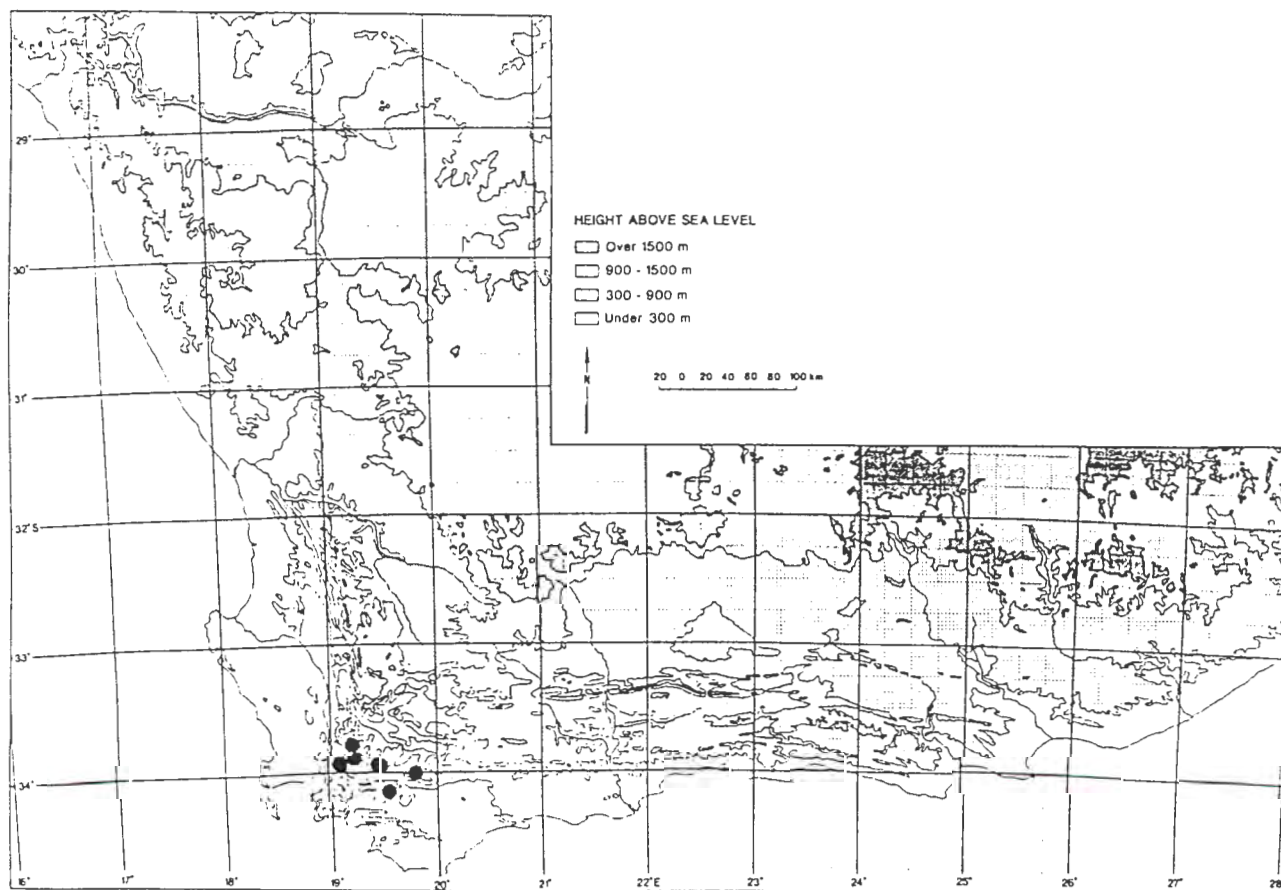 29°
30°
31°
32°S
33°
34°
HEIGHT ABOVE SEA LEVEL
Over 1500 m
900 - 1500 m
300 - 900 m
Under 300 m
N
20 0 20 40 60 80 100 km
16° 17° 18° 19° 20° 21° 22°E 23° 24° 25° 26° 27° 28